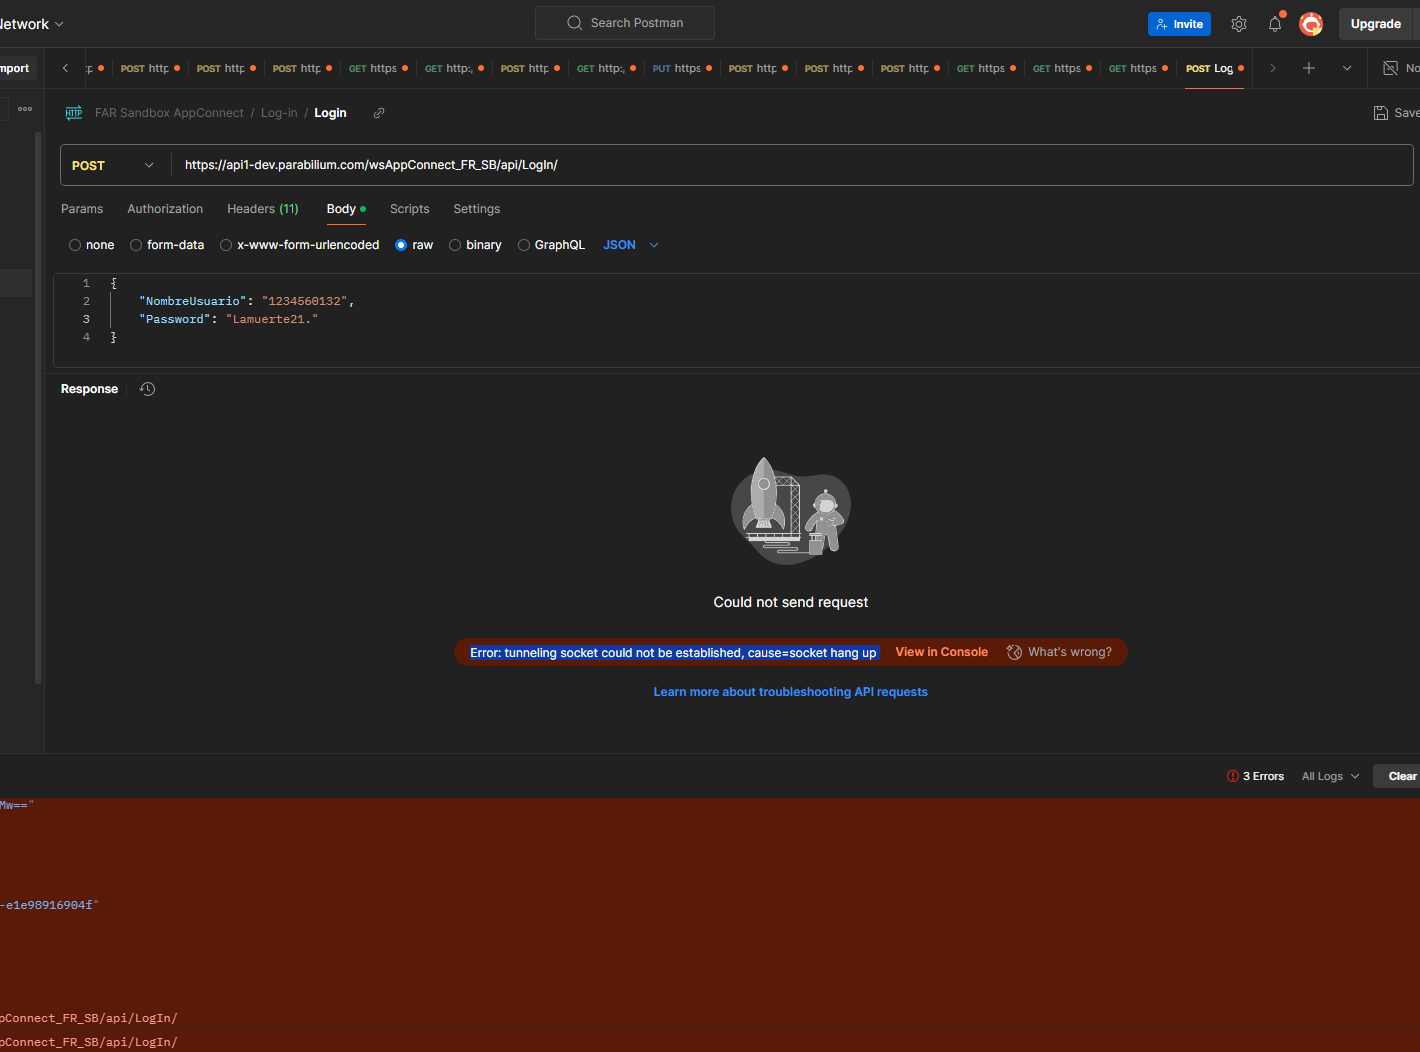 Network
Search Postman
Invite
Upgrade
mport
POST http
POST http
POST http
GET https
GET http:
POST http
GET http:
PUT https
POST http
POST http
POST http
GET https
GET https
GET https
POST Log
No
HTTP FAR Sandbox AppConnect / Log-in / Login
Save
POST https://api1-dev.parabilium.com/wsAppConnect_FR_SB/api/LogIn/
Params Authorization Headers (11) Body Scripts Settings
none form-data x-www-form-urlencoded raw binary GraphQL JSON
1 {
2 "NombreUsuario": "1234560132",
3 "Password": "Lamuerte21."
4 }
Response
Could not send request
Error: tunneling socket could not be established, cause=socket hang up View in Console What's wrong?
Learn more about troubleshooting API requests
3 Errors All Logs Clear
Mw=="
-e1e98916904f"
pConnect_FR_SB/api/LogIn/
pConnect_FR_SB/api/LogIn/